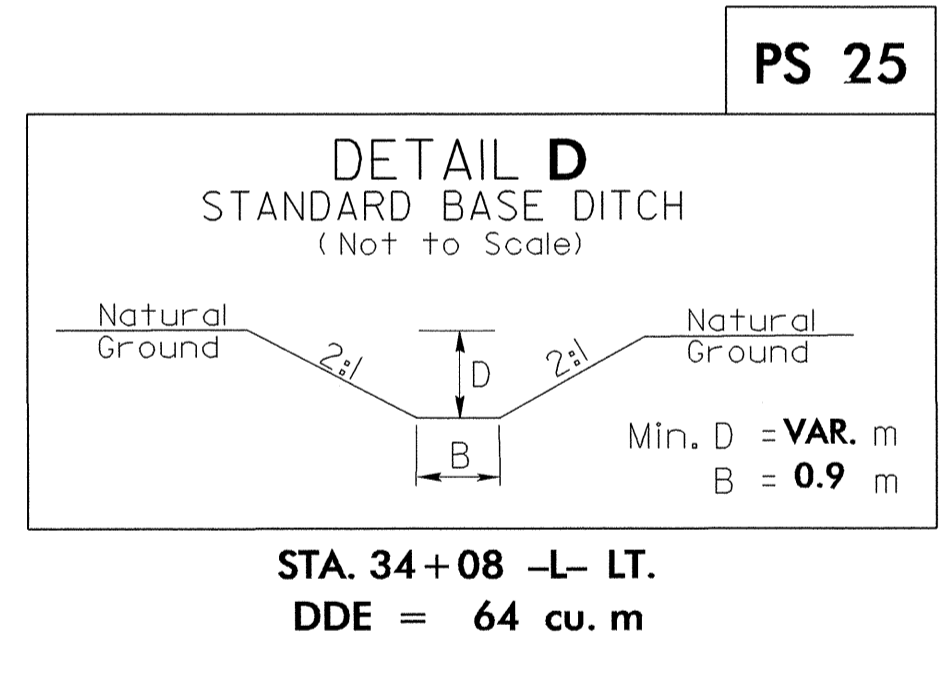 PS 25
DETAIL D
STANDARD BASE DITCH
(Not to Scale)
Natural
Ground
2:1
D
2:1
Natural
Ground
B
Min. D = VAR. m
B = 0.9 m
STA. 34+08 -L- LT.
DDE = 64 cu. m